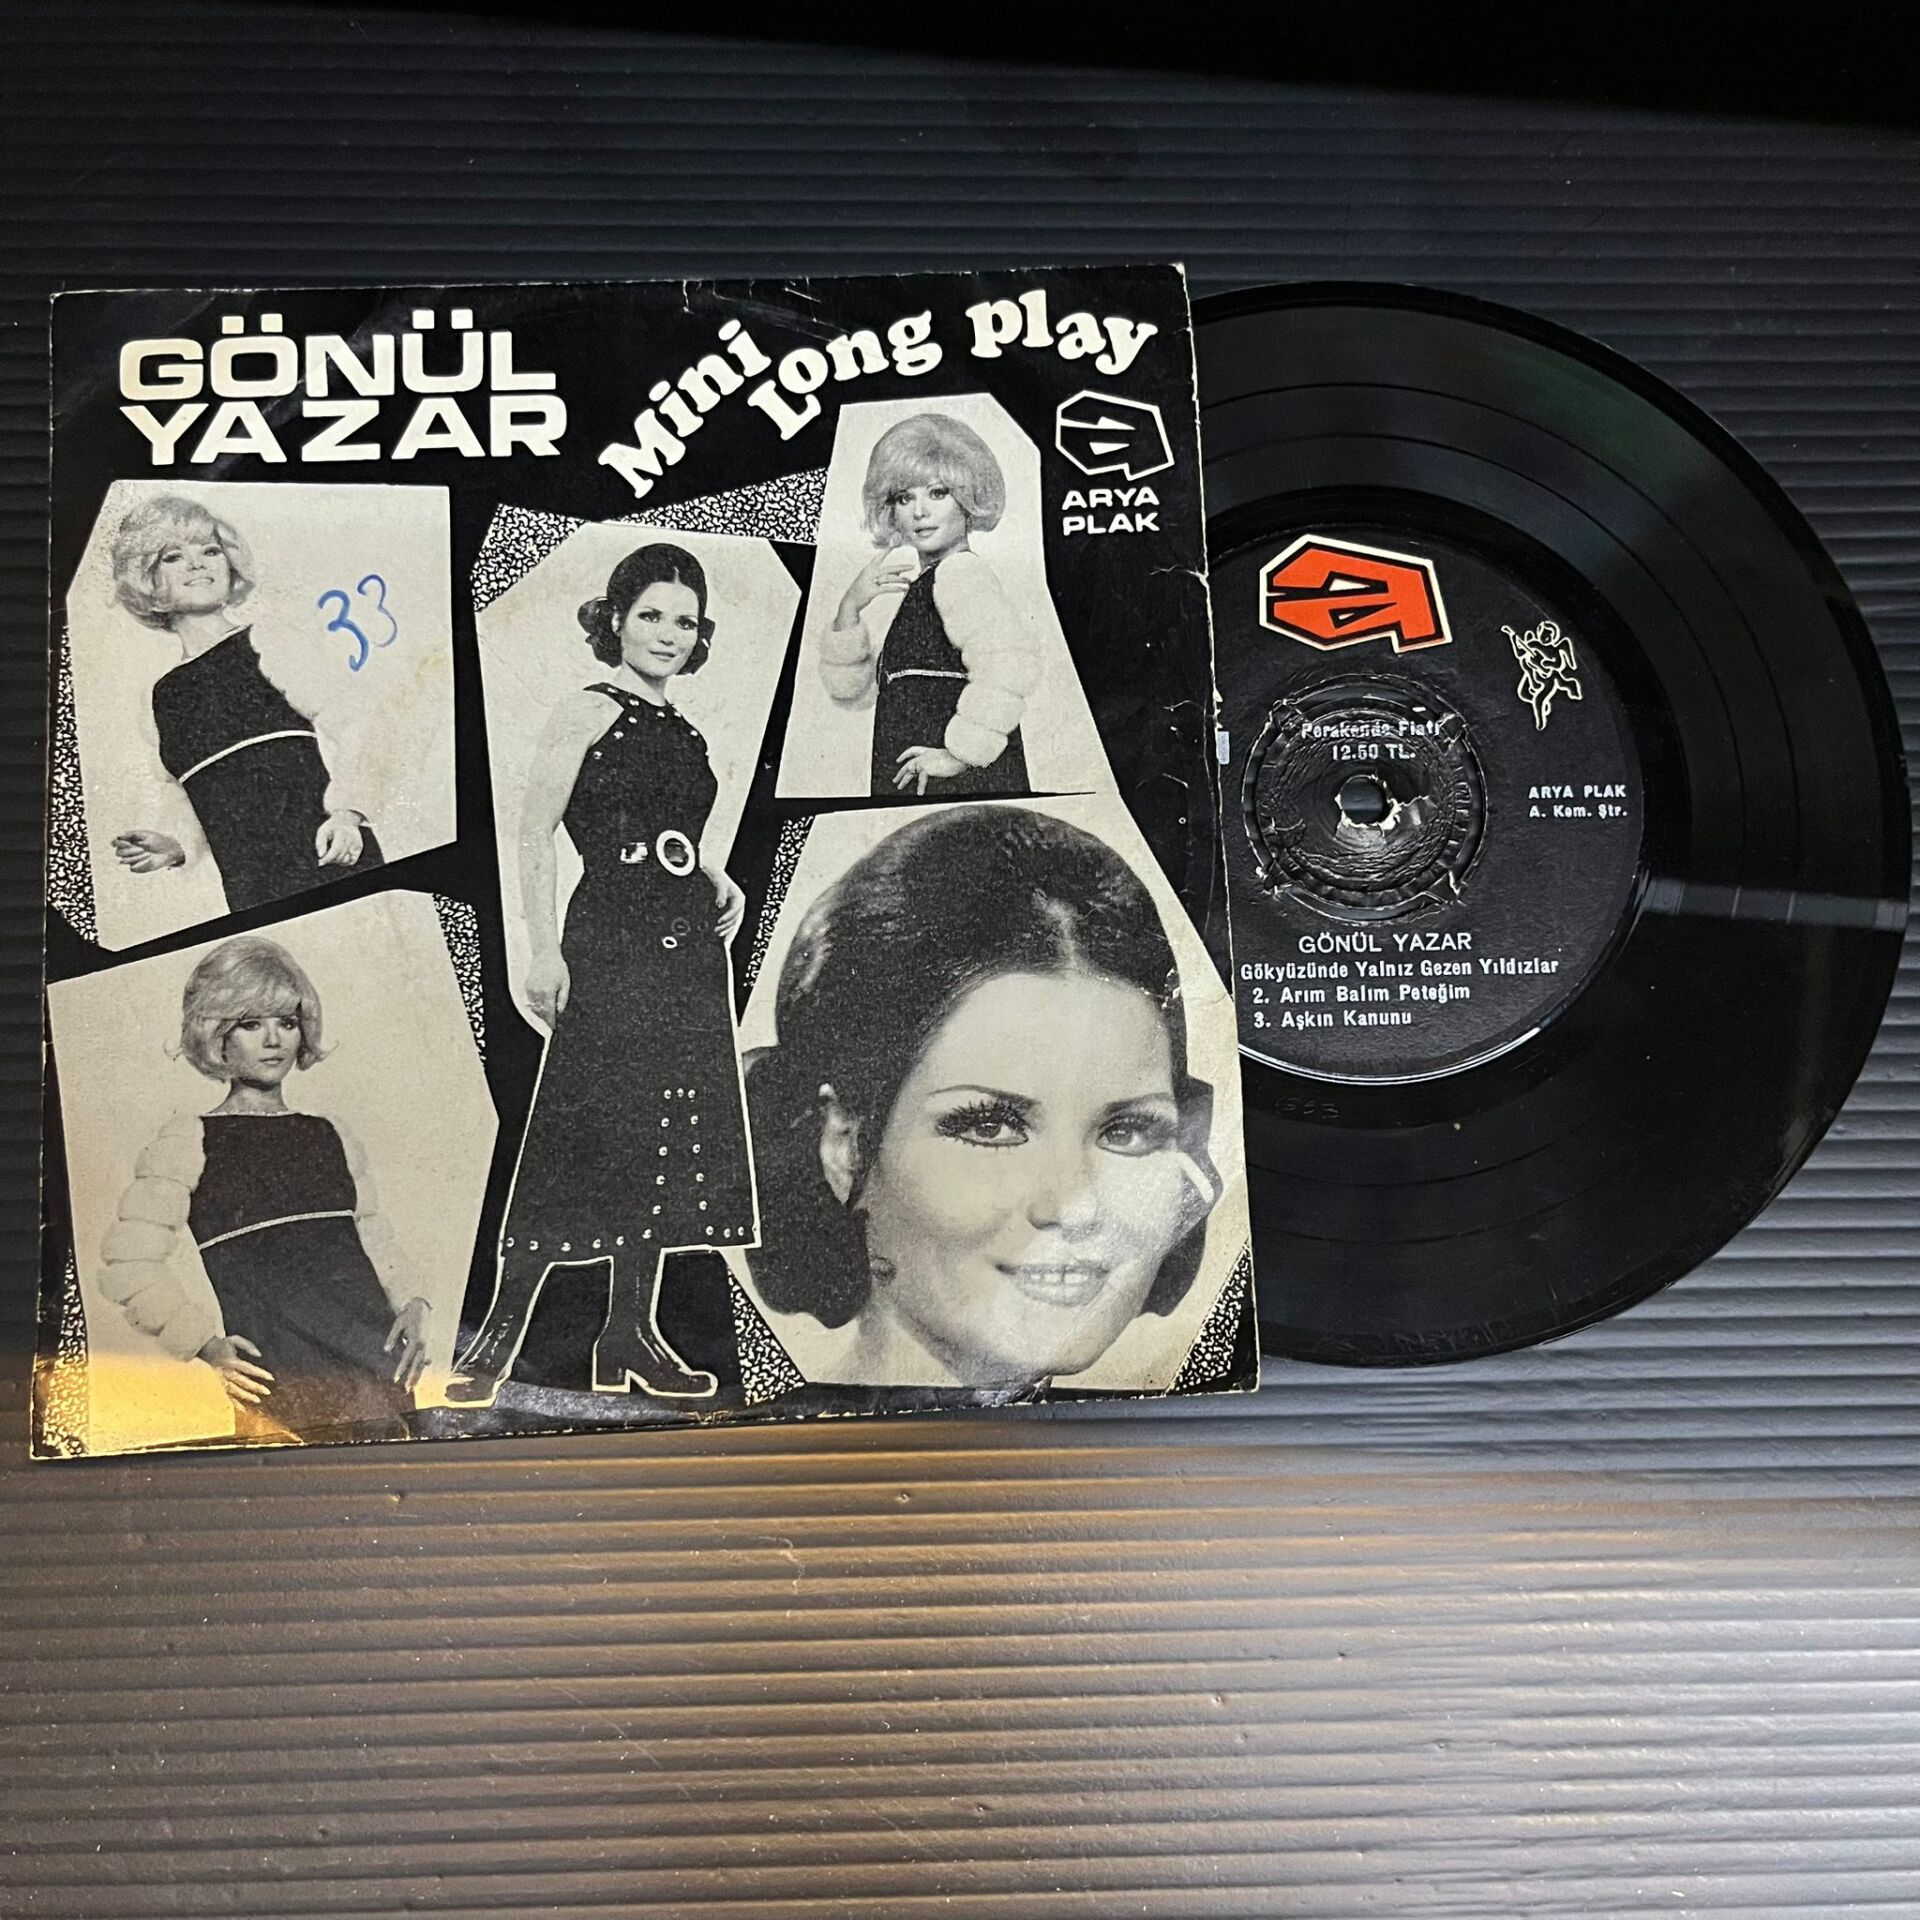 GÖNÜL
YAZAR
Mini
Long play
ARYA
PLAK
33
Perakende Fiatı
12.50 TL.
ARYA PLAK
A. Kom. Ştr.
GÖNÜL YAZAR
Gökyüzünde Yalnız Gezen Yıldızlar
2. Arım Balım Peteğim
3. Aşkın Kanunu